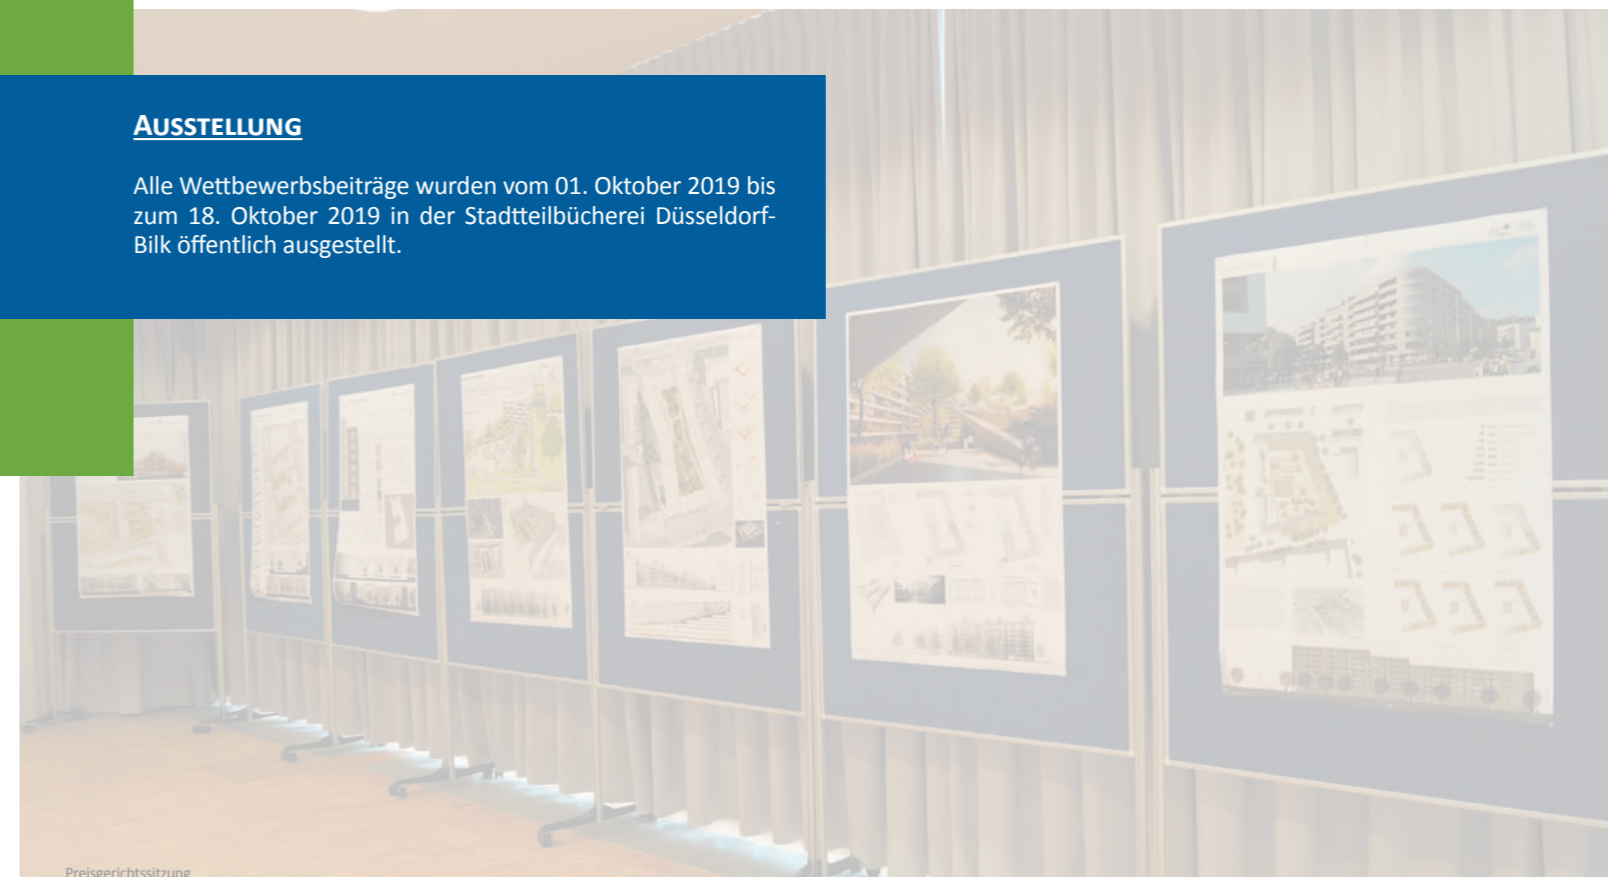 AUSSTELLUNG
Alle Wettbewerbsbeiträge wurden vom 01. Oktober 2019 bis
zum 18. Oktober 2019 in der Stadtteilbücherei Düsseldorf-
Bilk öffentlich ausgestellt.
Preisgerichtssitzung